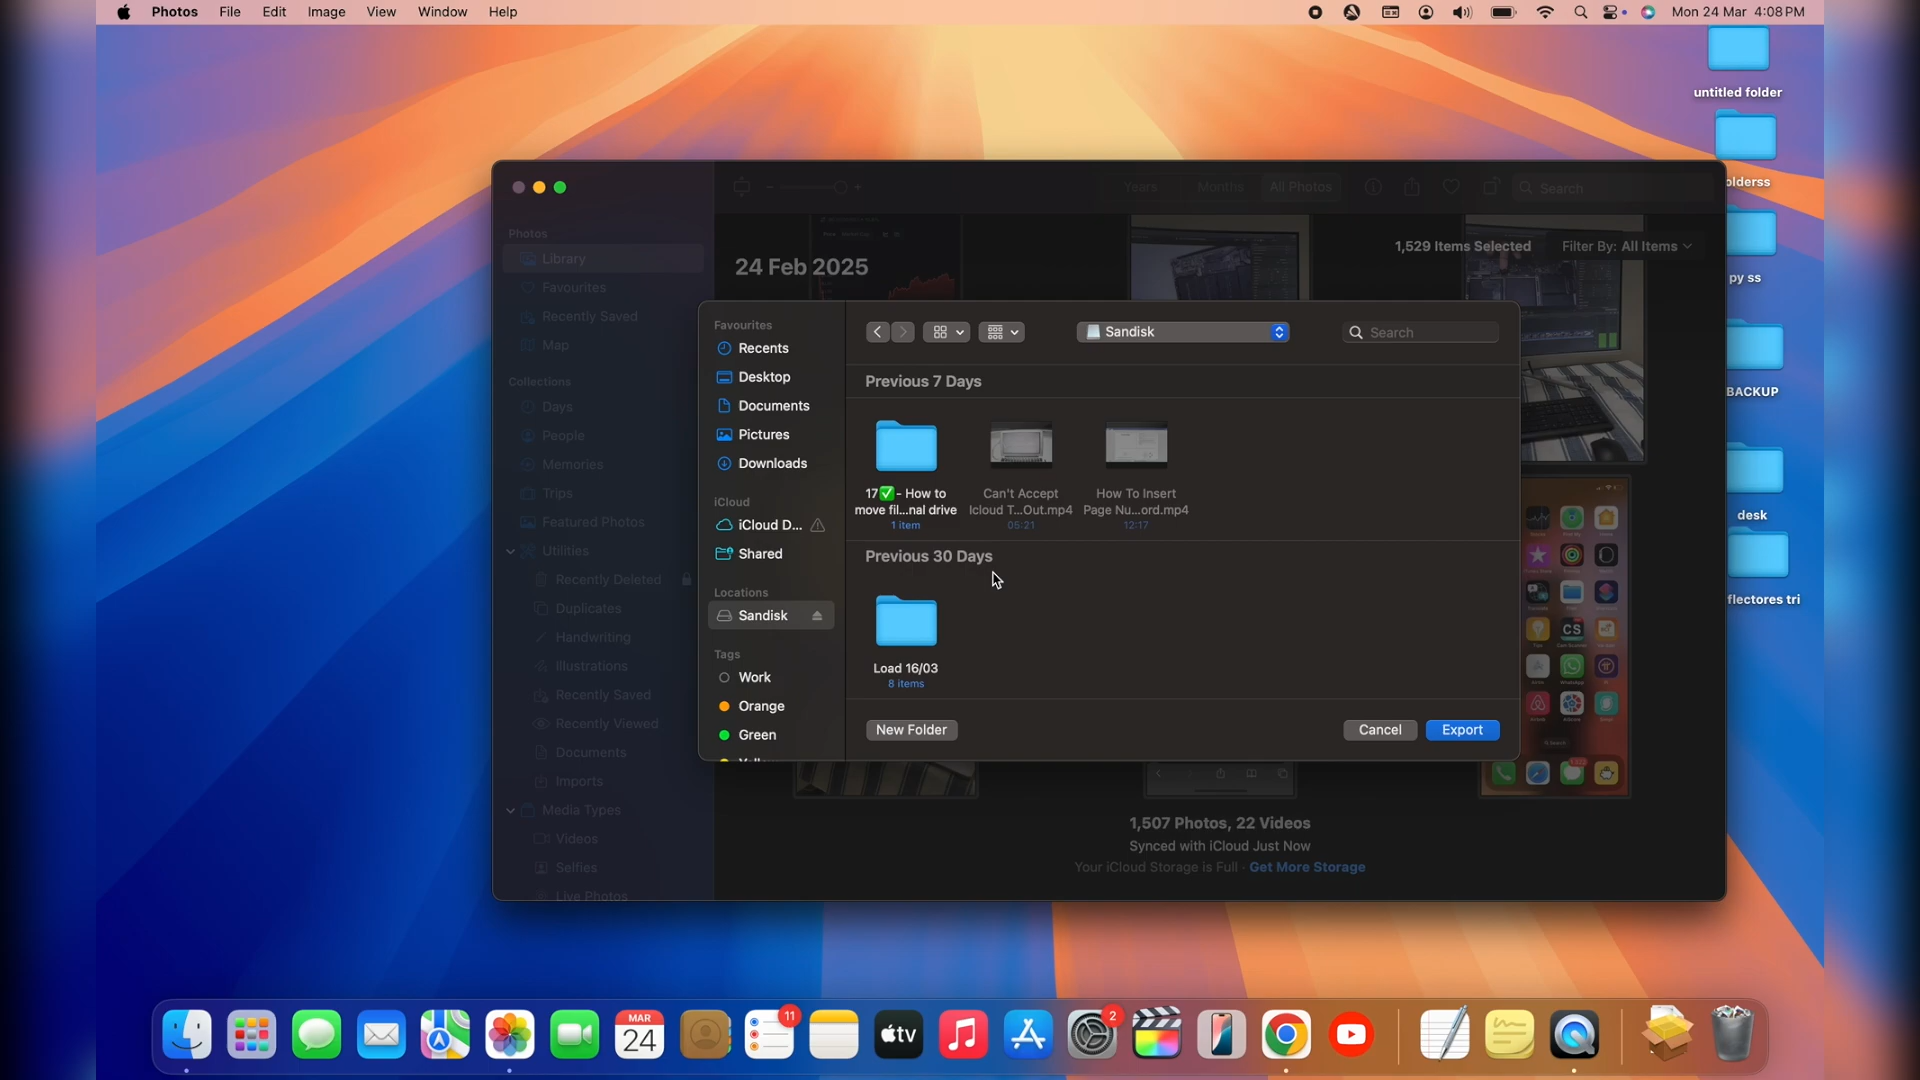 Photos File Edit Image View Window Help
Mon 24 Mar 4:08 PM
untitled folder
olderss
py ss
BACKUP
desk
flectores tri
Years Months All Photos
Search
Photos
Library
Favourites
Recently Saved
Map
Collections
Days
People
Memories
Trips
Featured Photos
Utilities
Recently Deleted
Duplicates
Handwriting
Illustrations
Recently Saved
Recently Viewed
Documents
Imports
Media Types
Videos
Selfies
Live Photos
24 Feb 2025
1,529 Items Selected
Filter By: All Items
Favourites
Recents
Desktop
Documents
Pictures
Downloads
iCloud
iCloud D...
Shared
Locations
Sandisk
Tags
Work
Orange
Green
Sandisk
Search
Previous 7 Days
17✅- How to
move fil...nal drive
1 item
Can't Accept
Icloud T...Out.mp4
05:21
How To Insert
Page Nu...ord.mp4
12:17
Previous 30 Days
Load 16/03
8 items
New Folder
Cancel
Export
1,507 Photos, 22 Videos
Synced with iCloud Just Now
Your iCloud Storage is Full - Get More Storage
MAR
24
11
tv
2